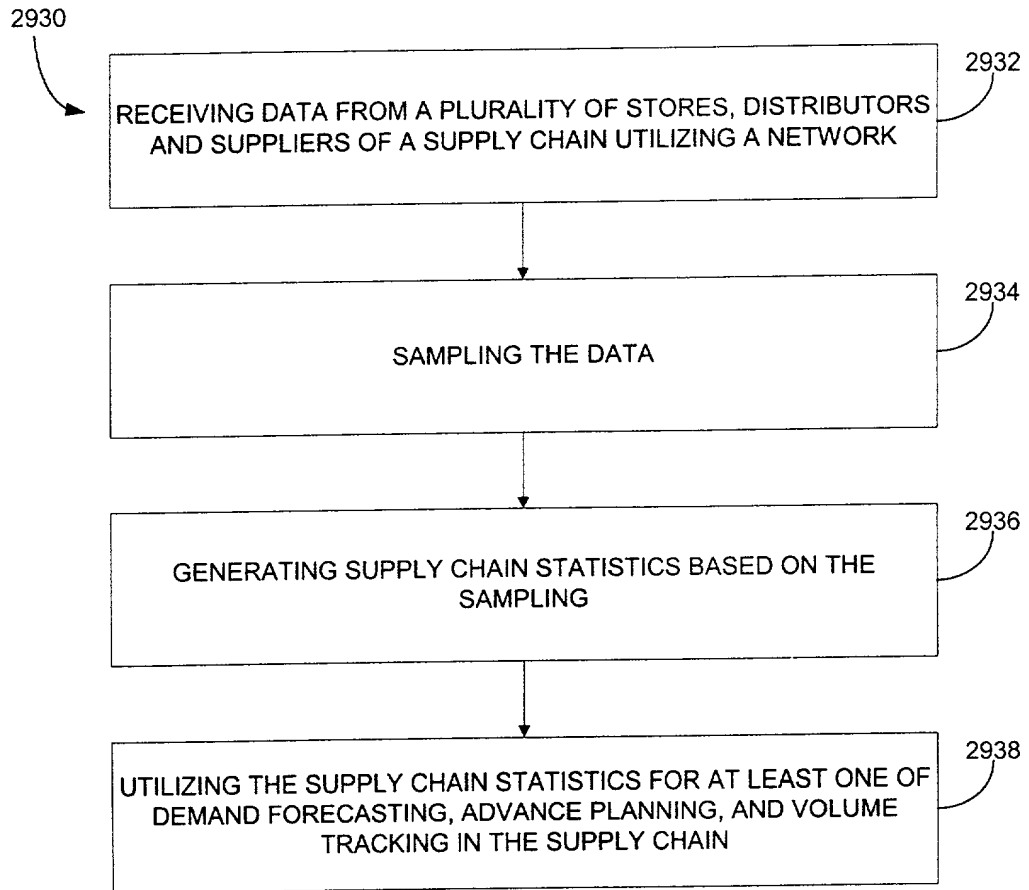 2930
2932
RECEIVING DATA FROM A PLURALITY OF STORES, DISTRIBUTORS
AND SUPPLIERS OF A SUPPLY CHAIN UTILIZING A NETWORK
2934
SAMPLING THE DATA
2936
GENERATING SUPPLY CHAIN STATISTICS BASED ON THE
SAMPLING
2938
UTILIZING THE SUPPLY CHAIN STATISTICS FOR AT LEAST ONE OF
DEMAND FORECASTING, ADVANCE PLANNING, AND VOLUME
TRACKING IN THE SUPPLY CHAIN